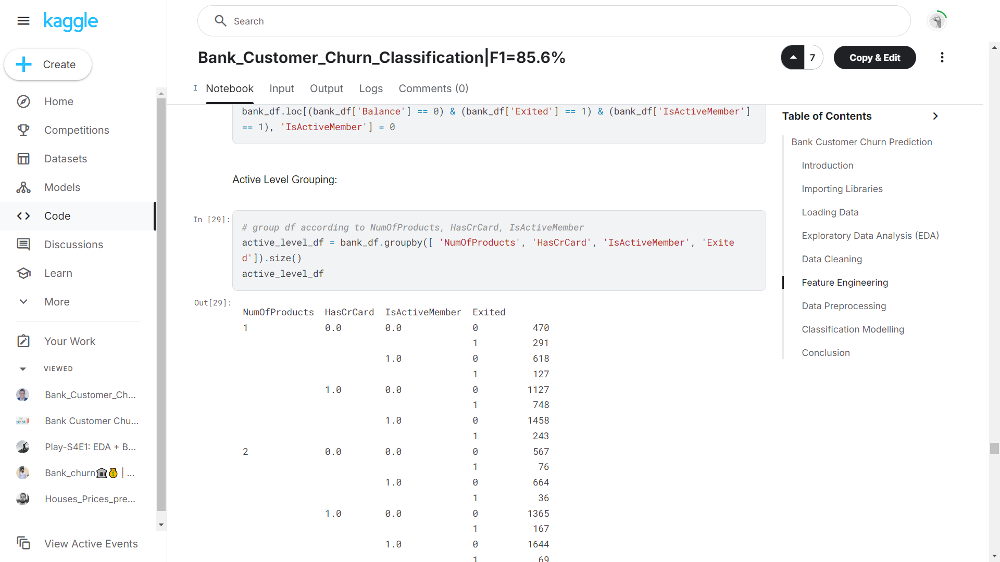 kaggle
Search
Create
Home
Competitions
Datasets
Models
Code
Discussions
Learn
More
Your Work
VIEWED
Bank_Customer_Ch...
Bank Customer Chu...
Play-S4E1: EDA + B...
Bank_churn🏛💰 | ...
Houses_Prices_pre...
View Active Events
Bank_Customer_Churn_Classification|F1=85.6%
7
Copy & Edit
I
Notebook Input Output Logs Comments (0)
bank_df.loc[(bank_df['Balance'] == 0) & (bank_df['Exited'] == 1) & (bank_df['IsActiveMember']
== 1), 'IsActiveMember'] = 0
Active Level Grouping:
In [29]:
# group df according to NumOfProducts, HasCrCard, IsActiveMember
active_level_df = bank_df.groupby([ 'NumOfProducts', 'HasCrCard', 'IsActiveMember', 'Exite
d']).size()
active_level_df
Out[29]:
NumOfProducts HasCrCard IsActiveMember Exited
1 0.0 0.0 0 470
1 291
1.0 0 618
1 127
1.0 0.0 0 1127
1 748
1.0 0 1458
1 243
2 0.0 0.0 0 567
1 76
1.0 0 664
1 36
1.0 0.0 0 1365
1 167
1.0 0 1644
1 69
Table of Contents
Bank Customer Churn Prediction
Introduction
Importing Libraries
Loading Data
Exploratory Data Analysis (EDA)
Data Cleaning
Feature Engineering
Data Preprocessing
Classification Modelling
Conclusion